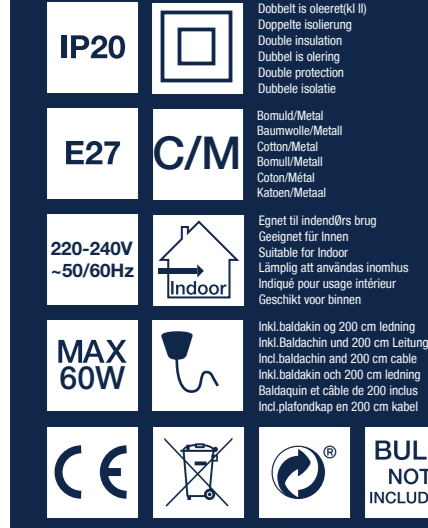 IP20
Dobbelt is oleeret(kl ll)
Doppelte isolierung
Double insulation
Dubbel is olering
Double protection
Dubbele isolatie
E27
C/M
Bomuld/Metal
Baumwolle/Metall
Cotton/Metal
Bomull/Metall
Coton/Métal
Katoen/Metaal
220-240V
~50/60Hz
Indoor
Egnet til indendØrs brug
Geeignet für Innen
Suitable for Indoor
Lämplig att användas inomhus
Indiqué pour usage intérieur
Geschikt voor binnen
MAX
60W
Inkl.baldakin og 200 cm ledning
Inkl.Baldachin und 200 cm Leitung
Incl.baldachin and 200 cm cable
Inkl.baldakin och 200 cm ledning
Baldaquin et câble de 200 inclus
Incl.plafondkap en 200 cm kabel
CE
®
BUL
NOT
INCLUD